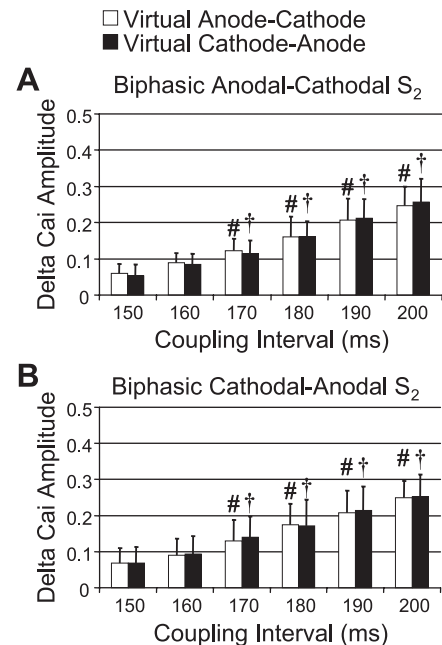 Virtual Anode-Cathode
Virtual Cathode-Anode
A
Biphasic Anodal-Cathodal S₂
Delta Cai Amplitude
0.5
0.4
0.3
0.2
0.1
0
# † # † # † # †
150 160 170 180 190 200
Coupling Interval (ms)
B
Biphasic Cathodal-Anodal S₂
Delta Cai Amplitude
0.5
0.4
0.3
0.2
0.1
0
# † # † # † # †
150 160 170 180 190 200
Coupling Interval (ms)